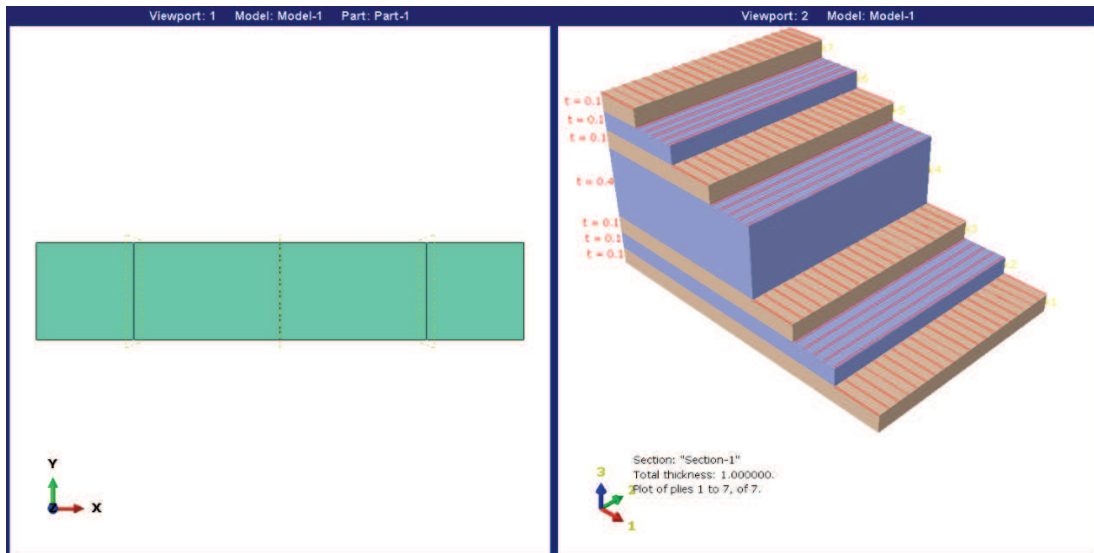 Viewport: 1 Model: Model-1 Part: Part-1
Viewport: 2 Model: Model-1
t = 0.1
t = 0.1
t = 0.1
t = 0.4
t = 0.1
t = 0.1
t = 0.1
Y
Z
X
3
2
1
Section: "Section-1"
Total thickness: 1.000000.
Plot of plies 1 to 7, of 7.